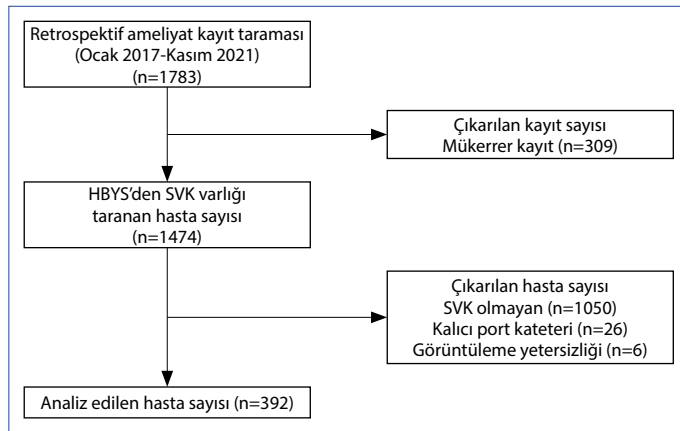 Retrospektif ameliyat kayıt taraması
(Ocak 2017-Kasım 2021)
(n=1783)
Çıkarılan kayıt sayısı
Mükerrer kayıt (n=309)
HBYS'den SVK varlığı
taranan hasta sayısı
(n=1474)
Çıkarılan hasta sayısı
SVK olmayan (n=1050)
Kalıcı port kateteri (n=26)
Görüntüleme yetersizliği (n=6)
Analiz edilen hasta sayısı (n=392)